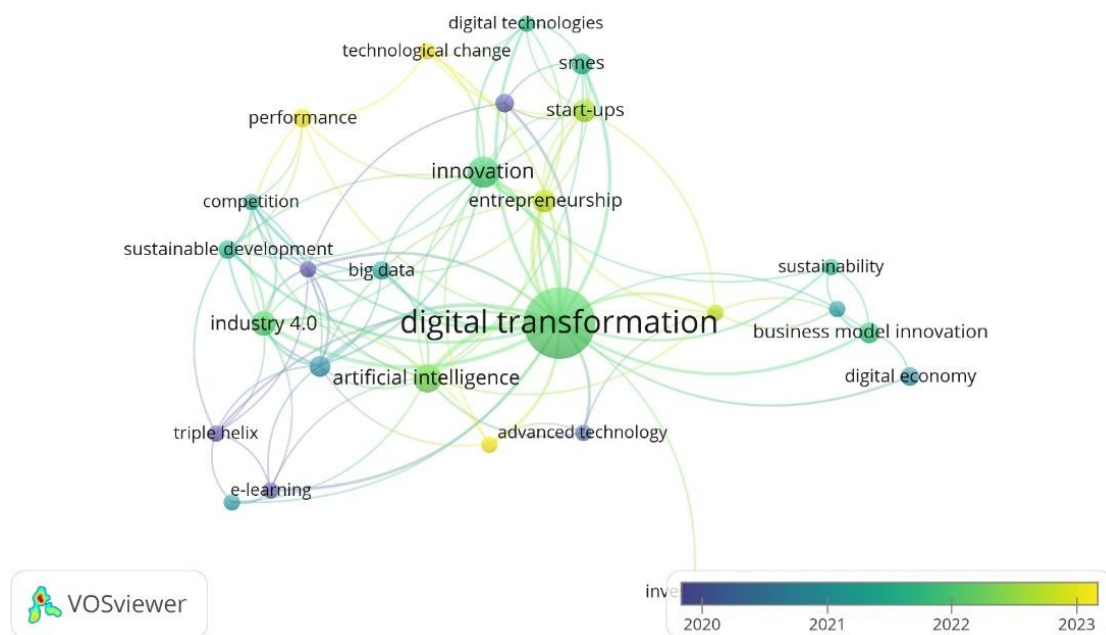 digital technologies
technological change
smes
performance
start-ups
innovation
entrepreneurship
competition
sustainable development
big data
sustainability
industry 4.0
digital transformation
business model innovation
artificial intelligence
digital economy
triple helix
advanced technology
e-learning
inve
VOSviewer
2020
2021
2022
2023